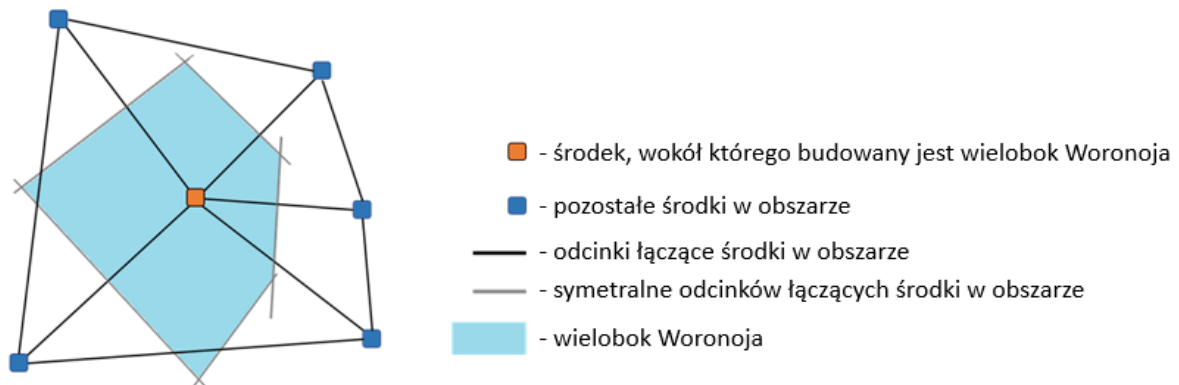 - środek, wokół którego budowany jest wielobok Woronoja
- pozostałe środki w obszarze
- odcinki łączące środki w obszarze
- symetralne odcinków łączących środki w obszarze
- wielobok Woronoja